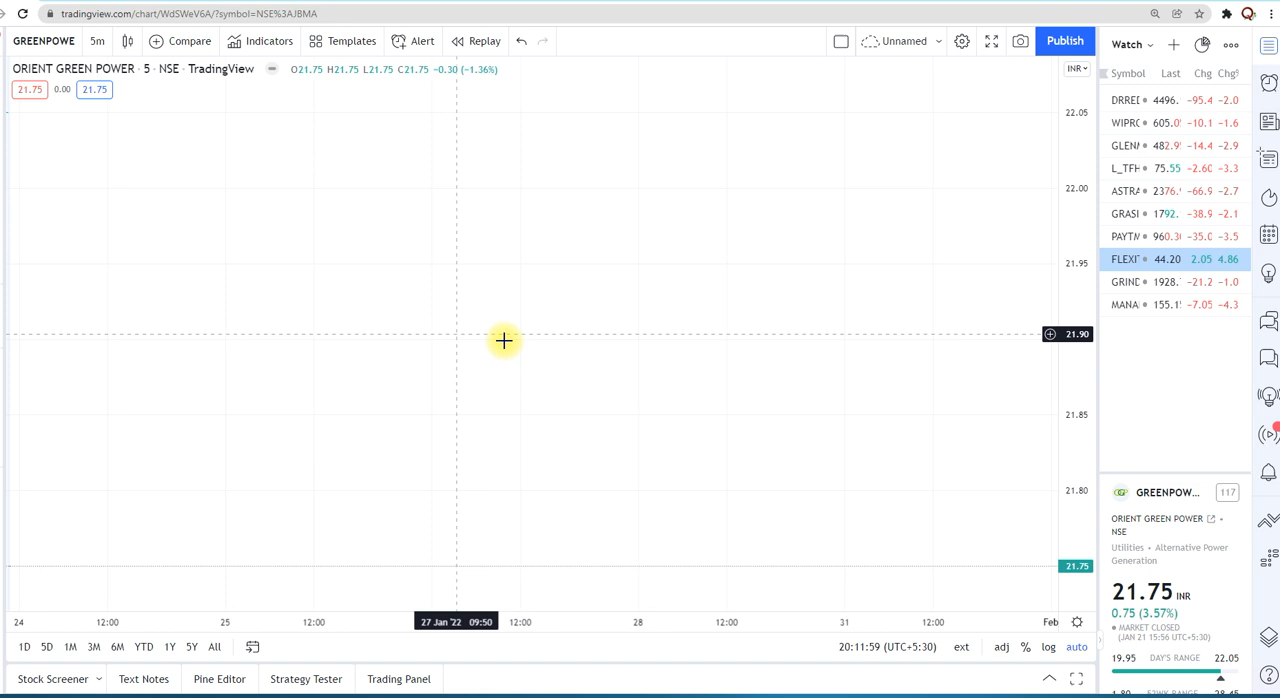 tradingview.com/chart/WdSWeV6A/?symbol=NSE%3AJBMA
GREENPOWE 5m Compare Indicators Templates Alert Replay Unnamed Publish
ORIENT GREEN POWER · 5 · NSE · TradingView O21.75 H21.75 L21.75 C21.75 −0.30 (−1.36%)
21.75 0.00 21.75
INR
22.05
22.00
21.95
21.90
21.85
21.80
21.75
24 12:00 25 12:00 27 Jan '22 09:50 12:00 28 12:00 31 12:00 Feb
1D 5D 1M 3M 6M YTD 1Y 5Y All 20:11:59 (UTC+5:30) ext adj % log auto
Stock Screener Text Notes Pine Editor Strategy Tester Trading Panel
Watch
Symbol Last Chg Chg%
DRRED 4496. −95.4 −2.0
WIPRO 605.0 −10.1 −1.6
GLENM 482.9 −14.4 −2.9
L_TFH 75.55 −2.60 −3.3
ASTRA 2376. −66.9 −2.7
GRASI 1792. −38.9 −2.1
PAYTM 960.3 −35.0 −3.5
FLEXIT 44.20 2.05 4.86
GRIND 1928. −21.2 −1.0
MANA 155.1 −7.05 −4.3
GREENPOW... 117
ORIENT GREEN POWER •
NSE
Utilities • Alternative Power
Generation
21.75 INR
0.75 (3.57%)
• MARKET CLOSED
(JAN 21 15:56 UTC+5:30)
19.95 DAY'S RANGE 22.05